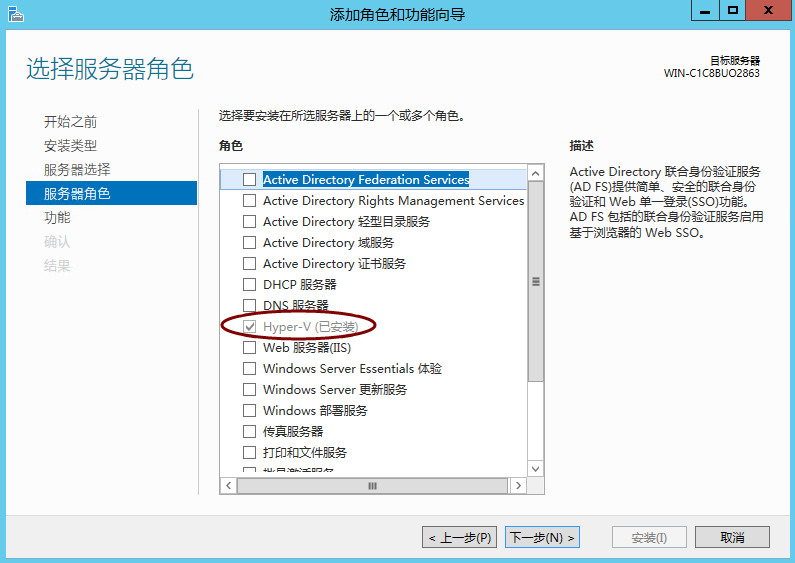 添加角色和功能向导
选择服务器角色
目标服务器
WIN-C1C8BUO2863
开始之前
安装类型
服务器选择
服务器角色
功能
确认
结果
选择要安装在所选服务器上的一个或多个角色。
角色
Active Directory Federation Services
Active Directory Rights Management Services
Active Directory 轻型目录服务
Active Directory 域服务
Active Directory 证书服务
DHCP 服务器
DNS 服务器
Hyper-V (已安装)
Web 服务器(IIS)
Windows Server Essentials 体验
Windows Server 更新服务
Windows 部署服务
传真服务器
打印和文件服务
批量激活服务
描述
Active Directory 联合身份验证服务
(AD FS)提供简单、安全的联合身份
验证和 Web 单一登录(SSO)功能。
AD FS 包括的联合身份验证服务启用
基于浏览器的 Web SSO。
< 上一步(P)
下一步(N) >
安装(I)
取消